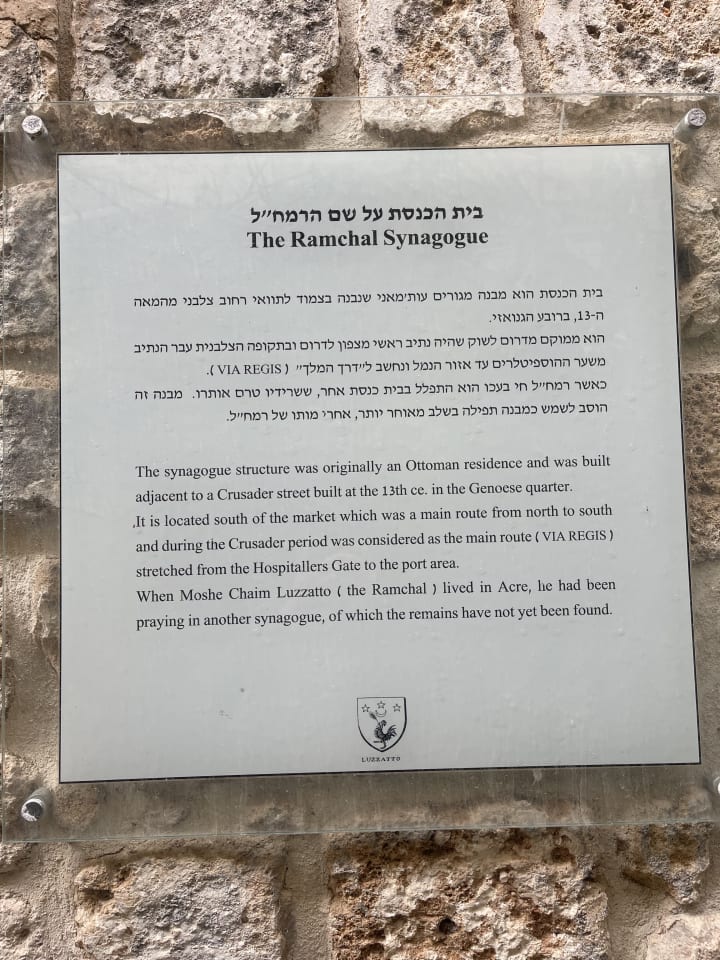 בית הכנסת על שם הרמח״ל
The Ramchal Synagogue
בית הכנסת הוא מבנה מגורים עות׳מאני שנבנה בצמוד לתוואי רחוב צלבני מהמאה
ה-13, ברובע הגנואזי.
הוא ממוקם מדרום לשוק שהיה נתיב ראשי מצפון לדרום ובתקופה הצלבנית עבר הנתיב
משער ההוספיטלרים עד אזור הנמל ונחשב ל״דרך המלך״ ( VIA REGIS ).
כאשר רמח״ל חי בעכו הוא התפלל בבית כנסת אחר, ששרידיו טרם אותרו. מבנה זה
הוסב לשמש כמבנה תפילה בשלב מאוחר יותר, אחרי מותו של רמח״ל.
The synagogue structure was originally an Ottoman residence and was built
adjacent to a Crusader street built at the 13th ce. in the Genoese quarter.
.It is located south of the market which was a main route from north to south
and during the Crusader period was considered as the main route ( VIA REGIS )
stretched from the Hospitallers Gate to the port area.
When Moshe Chaim Luzzatto ( the Ramchal ) lived in Acre, he had been
praying in another synagogue, of which the remains have not yet been found.
LUZZATTO